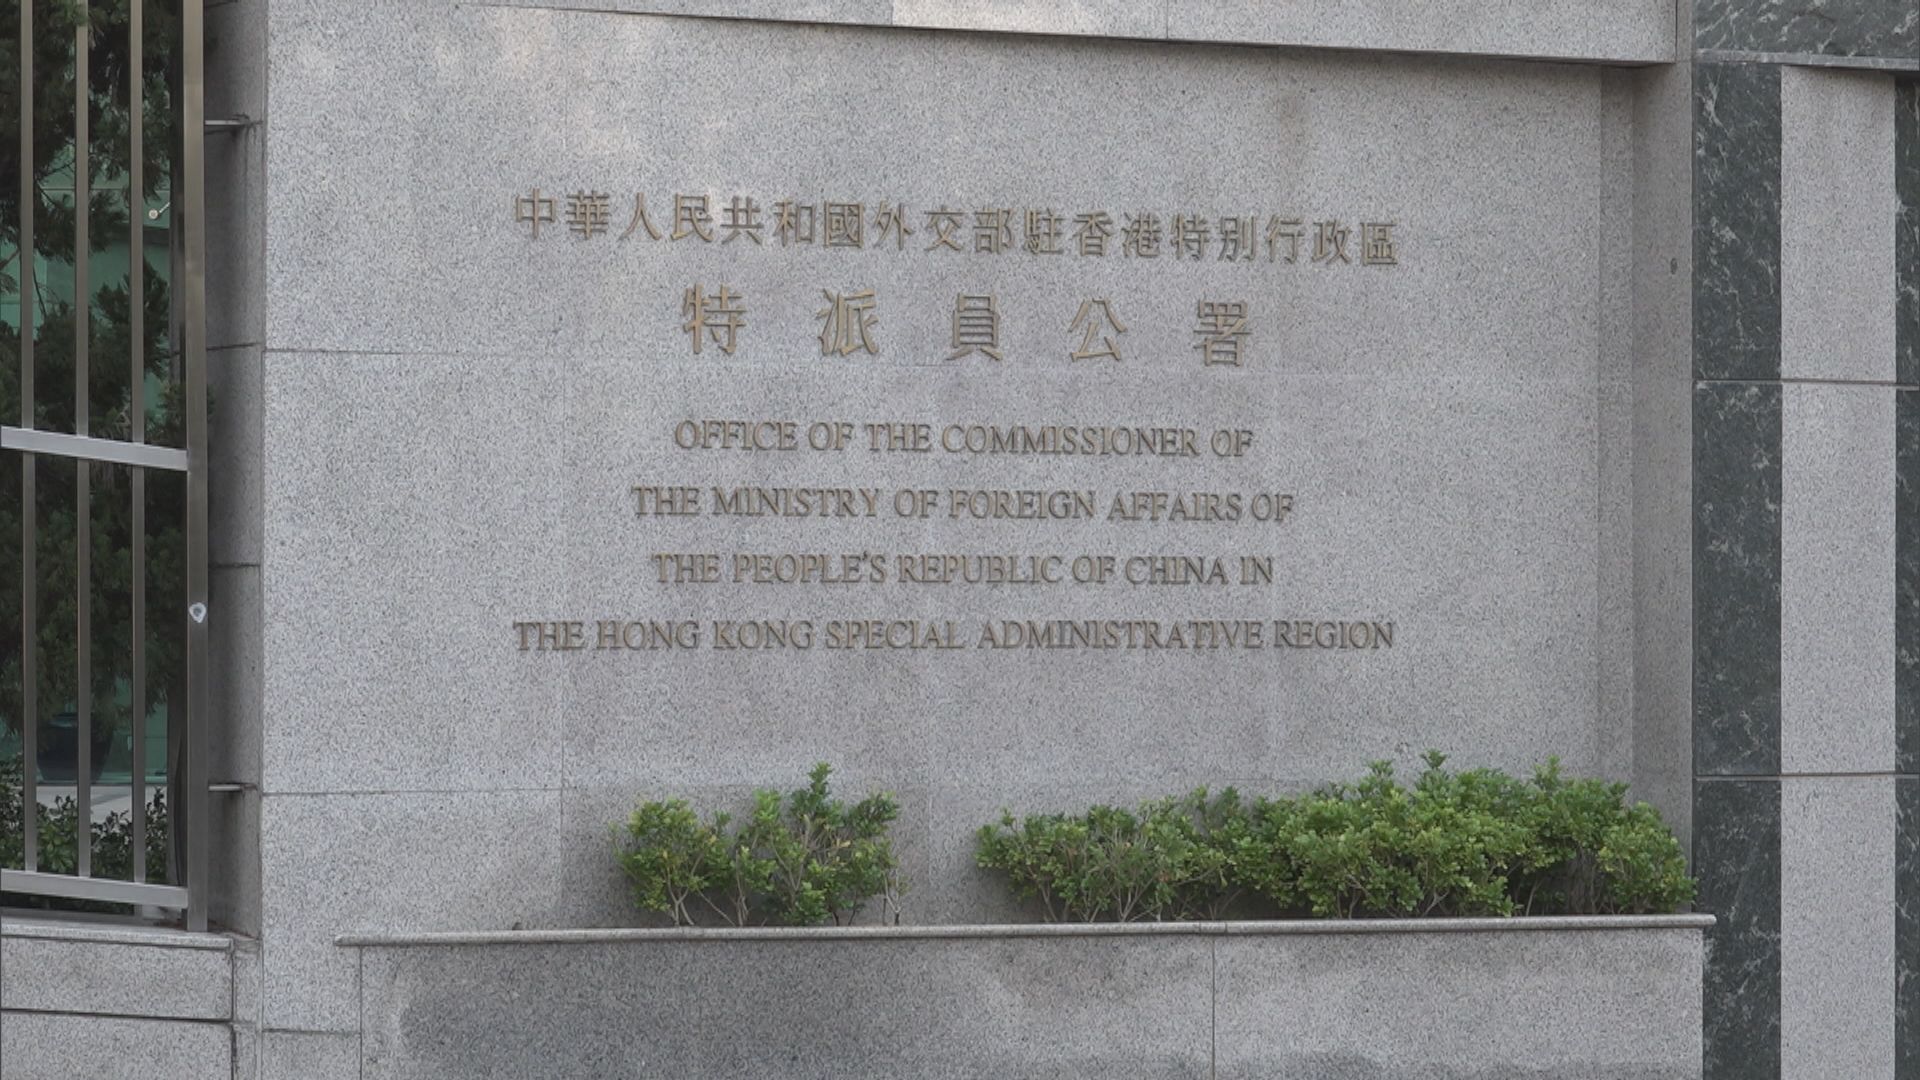 中華人民共和國外交部駐香港特別行政區
特派員公署
OFFICE OF THE COMMISSIONER OF
THE MINISTRY OF FOREIGN AFFAIRS OF
THE PEOPLE'S REPUBLIC OF CHINA IN
THE HONG KONG SPECIAL ADMINISTRATIVE REGION